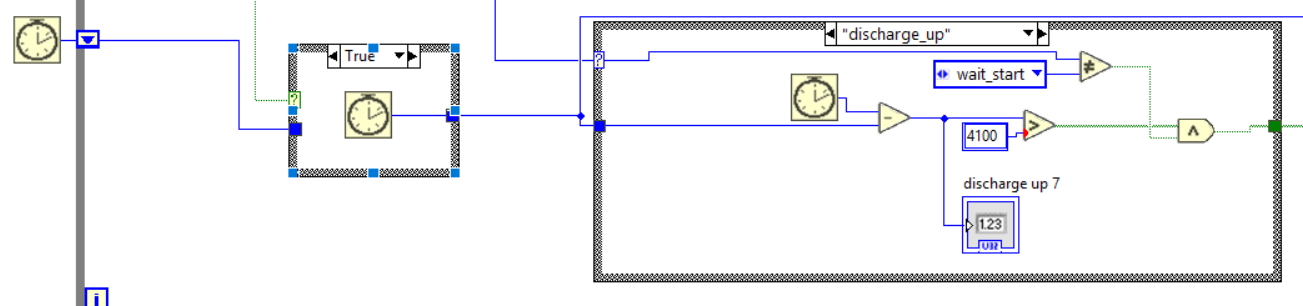 "discharge_up"
True
?
?
wait_start
≠
−
>
4100
∧
discharge up 7
1.23
U32
i